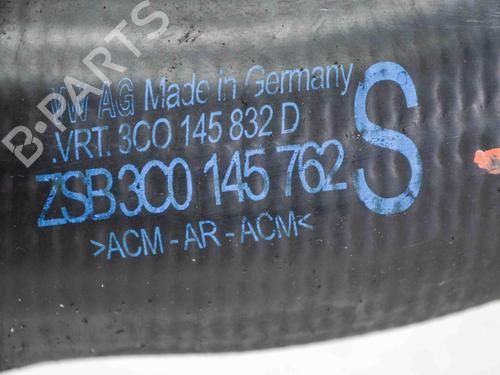 VW AG Made in Germany
.VRT. 3C0 145 832 D
ZSB 3C0 145 762 S
>ACM - AR - ACM<
B-PARTS